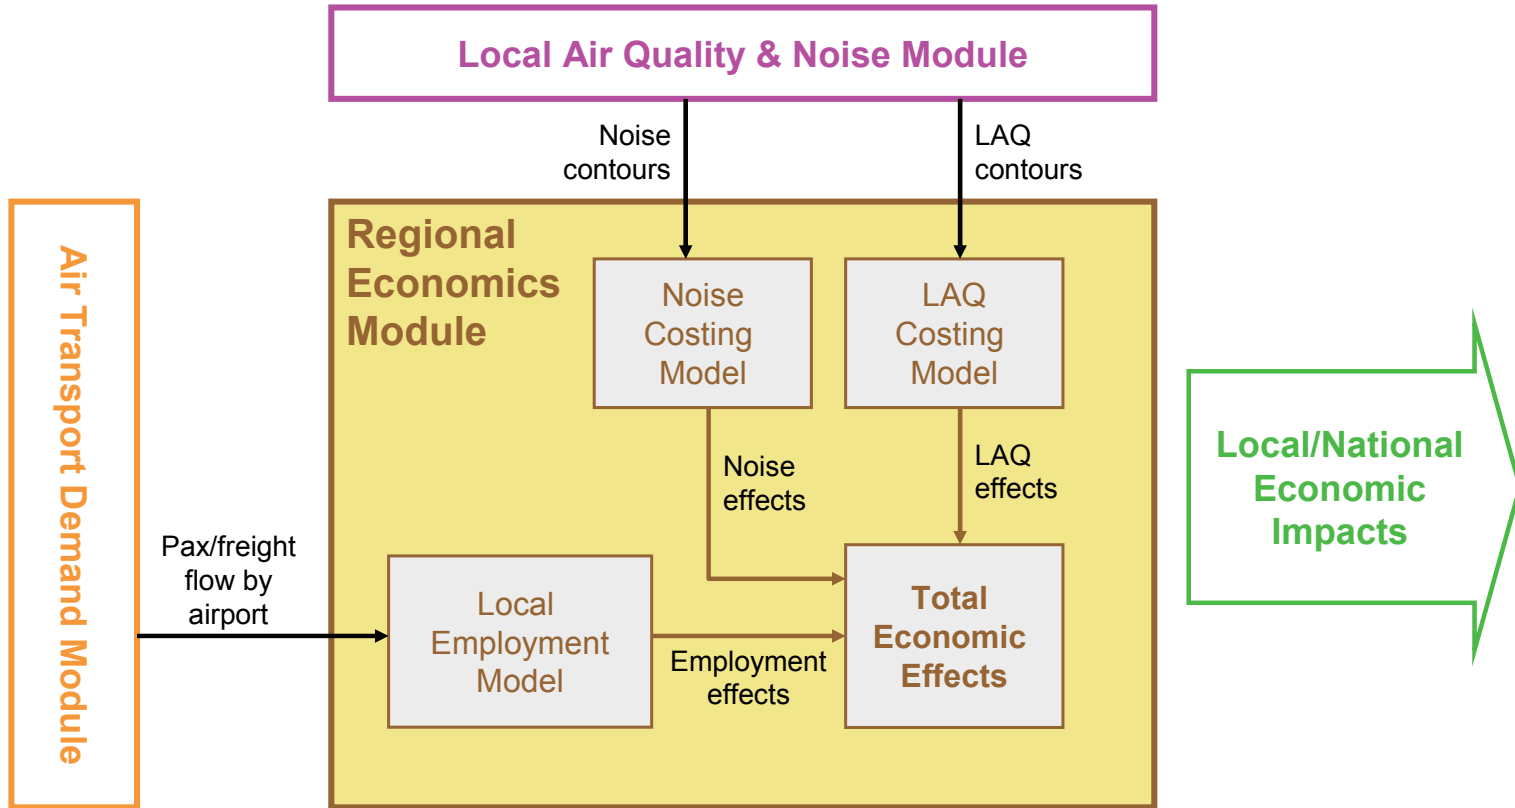 Local Air Quality & Noise Module
Noise
contours
LAQ
contours
Air Transport Demand Module
Regional
Economics
Module
Noise
Costing
Model
LAQ
Costing
Model
Noise
effects
LAQ
effects
Pax/freight
flow by
airport
Local
Employment
Model
Employment
effects
Total
Economic
Effects
Local/National
Economic
Impacts